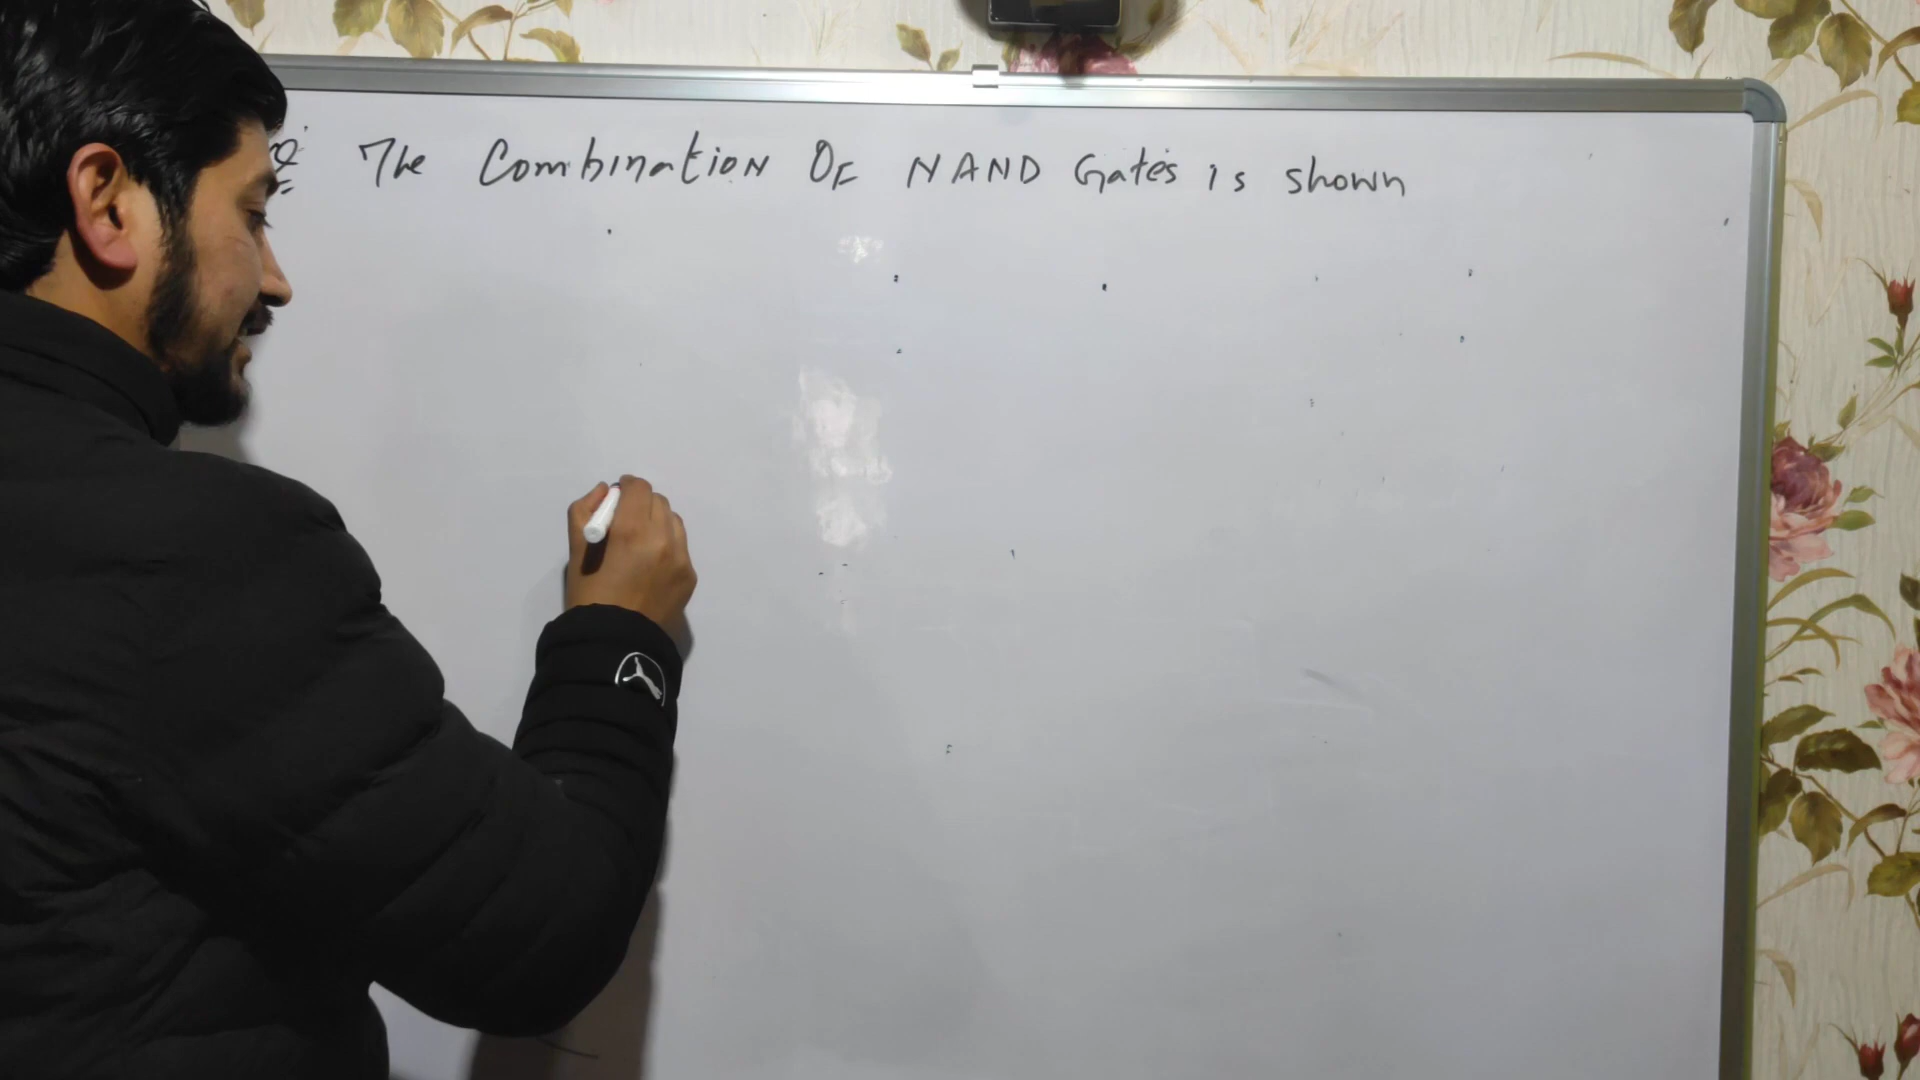 Q The Combination OF NAND Gates is shown